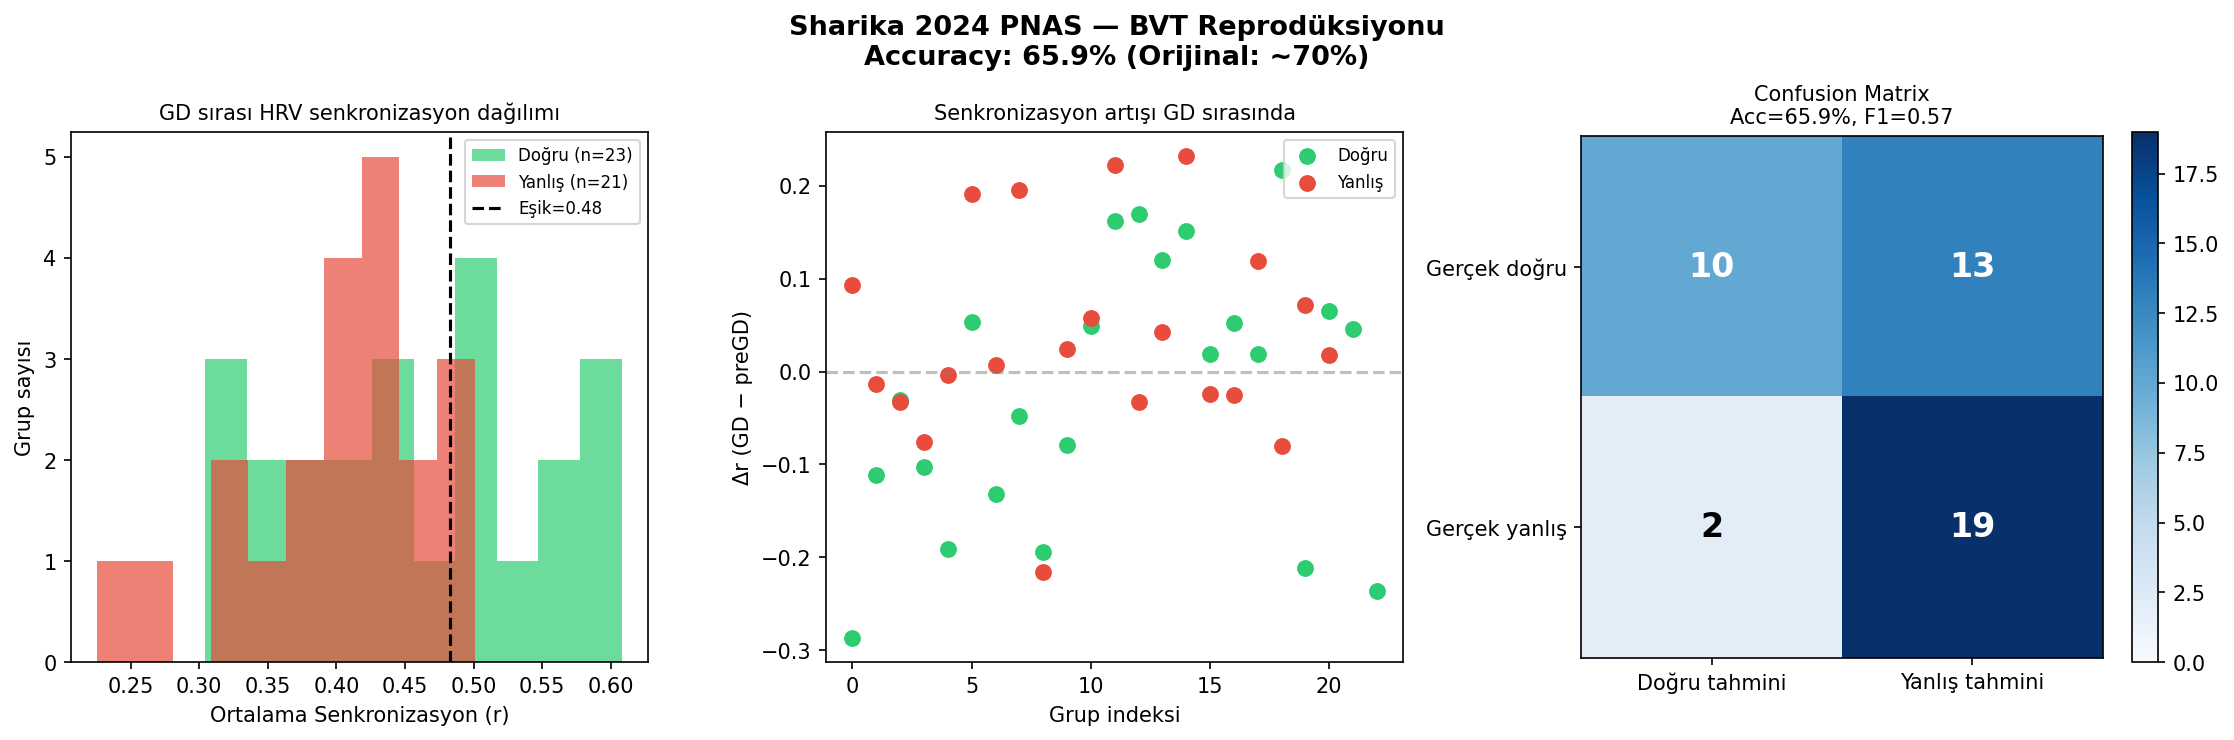 Sharika 2024 PNAS — BVT Reprodüksiyonu
Accuracy: 65.9% (Orijinal: ~70%)
GD sırası HRV senkronizasyon dağılımı
Grup sayısı
5
4
3
2
1
0
Doğru (n=23)
Yanlış (n=21)
Eşik=0.48
0.25 0.30 0.35 0.40 0.45 0.50 0.55 0.60
Ortalama Senkronizasyon (r)
Senkronizasyon artışı GD sırasında
Δr (GD − preGD)
0.2
0.1
0.0
−0.1
−0.2
−0.3
Doğru
Yanlış
0 5 10 15 20
Grup indeksi
Confusion Matrix
Acc=65.9%, F1=0.57
Gerçek doğru
10 13
Gerçek yanlış
2 19
Doğru tahmini Yanlış tahmini
17.5
15.0
12.5
10.0
7.5
5.0
2.5
0.0